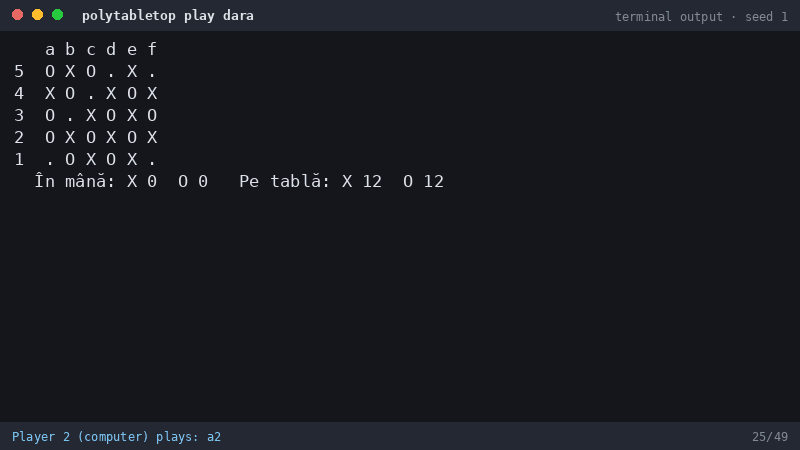 polytabletop play dara
terminal output · seed 1
a b c d e f
5 O X O . X .
4 X O . X O X
3 O . X O X O
2 O X O X O X
1 . O X O X .
În mână: X 0 O 0 Pe tablă: X 12 O 12
Player 2 (computer) plays: a2
25/49